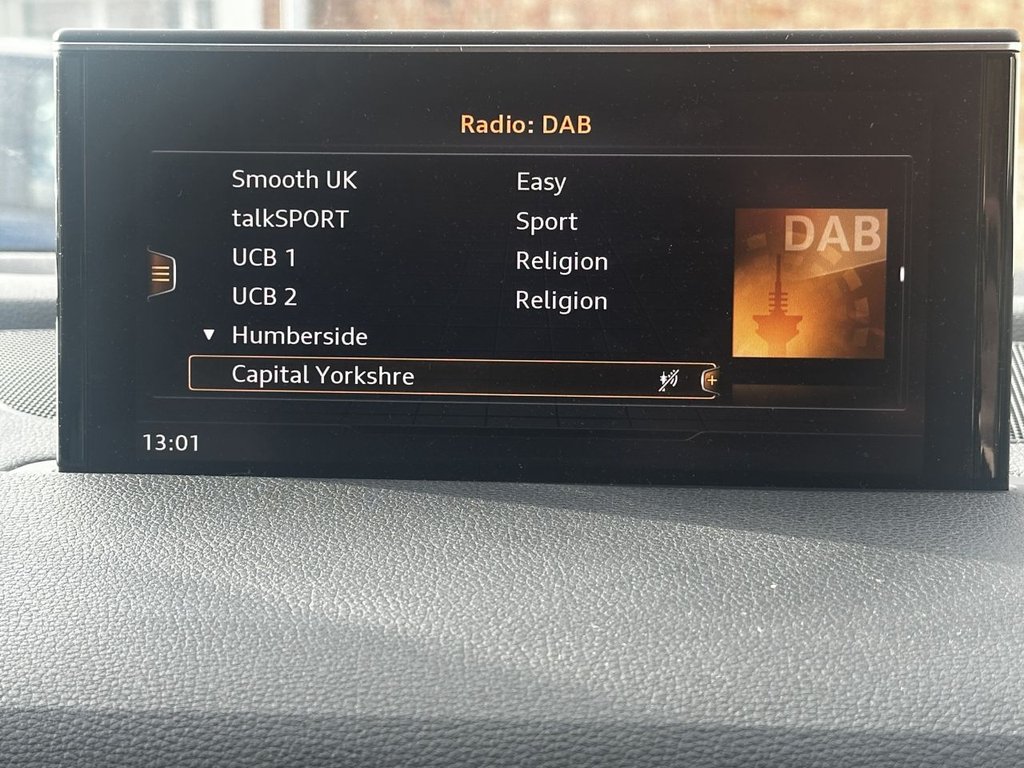 Radio: DAB
Smooth UK Easy
talkSPORT Sport
UCB 1 Religion
UCB 2 Religion
Humberside
Capital Yorkshre
DAB
13:01